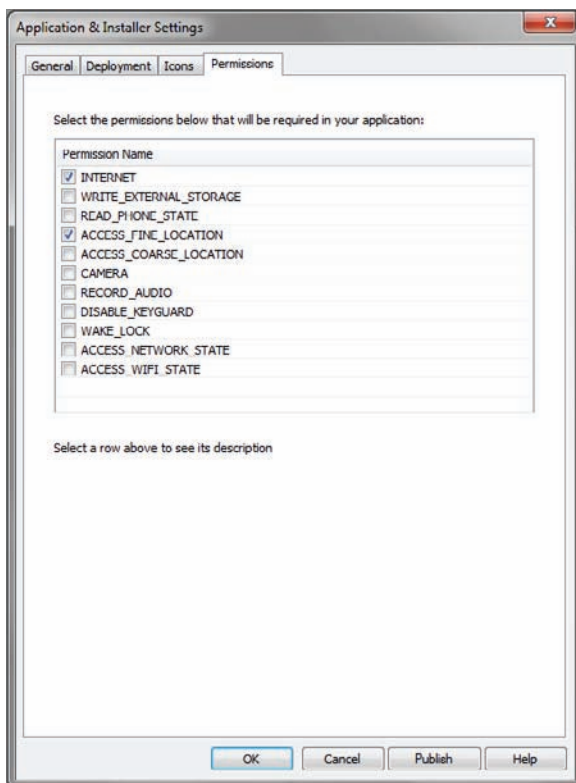 Application & Installer Settings
General Deployment Icons Permissions
Select the permissions below that will be required in your application:
Permission Name
INTERNET
WRITE_EXTERNAL_STORAGE
READ_PHONE_STATE
ACCESS_FINE_LOCATION
ACCESS_COARSE_LOCATION
CAMERA
RECORD_AUDIO
DISABLE_KEYGUARD
WAKE_LOCK
ACCESS_NETWORK_STATE
ACCESS_WIFI_STATE
Select a row above to see its description
OK Cancel Publish Help